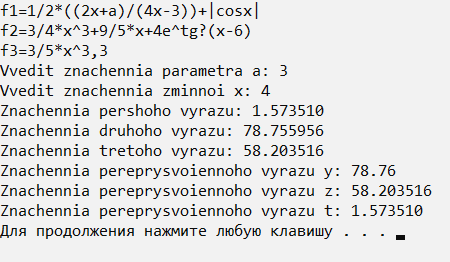 f1=1/2*((2x+a)/(4x-3))+|cosx|
f2=3/4*x^3+9/5*x+4e^tg?(x-6)
f3=3/5*x^3,3
Vvedit znachennia parametra a: 3
Vvedit znachennia zminnoi x: 4
Znachennia pershoho vyrazu: 1.573510
Znachennia druhoho vyrazu: 78.755956
Znachennia tretoho vyrazu: 58.203516
Znachennia pereprysvoiennoho vyrazu y: 78.76
Znachennia pereprysvoiennoho vyrazu z: 58.203516
Znachennia pereprysvoiennoho vyrazu t: 1.573510
Для продолжения нажмите любую клавишу . . .